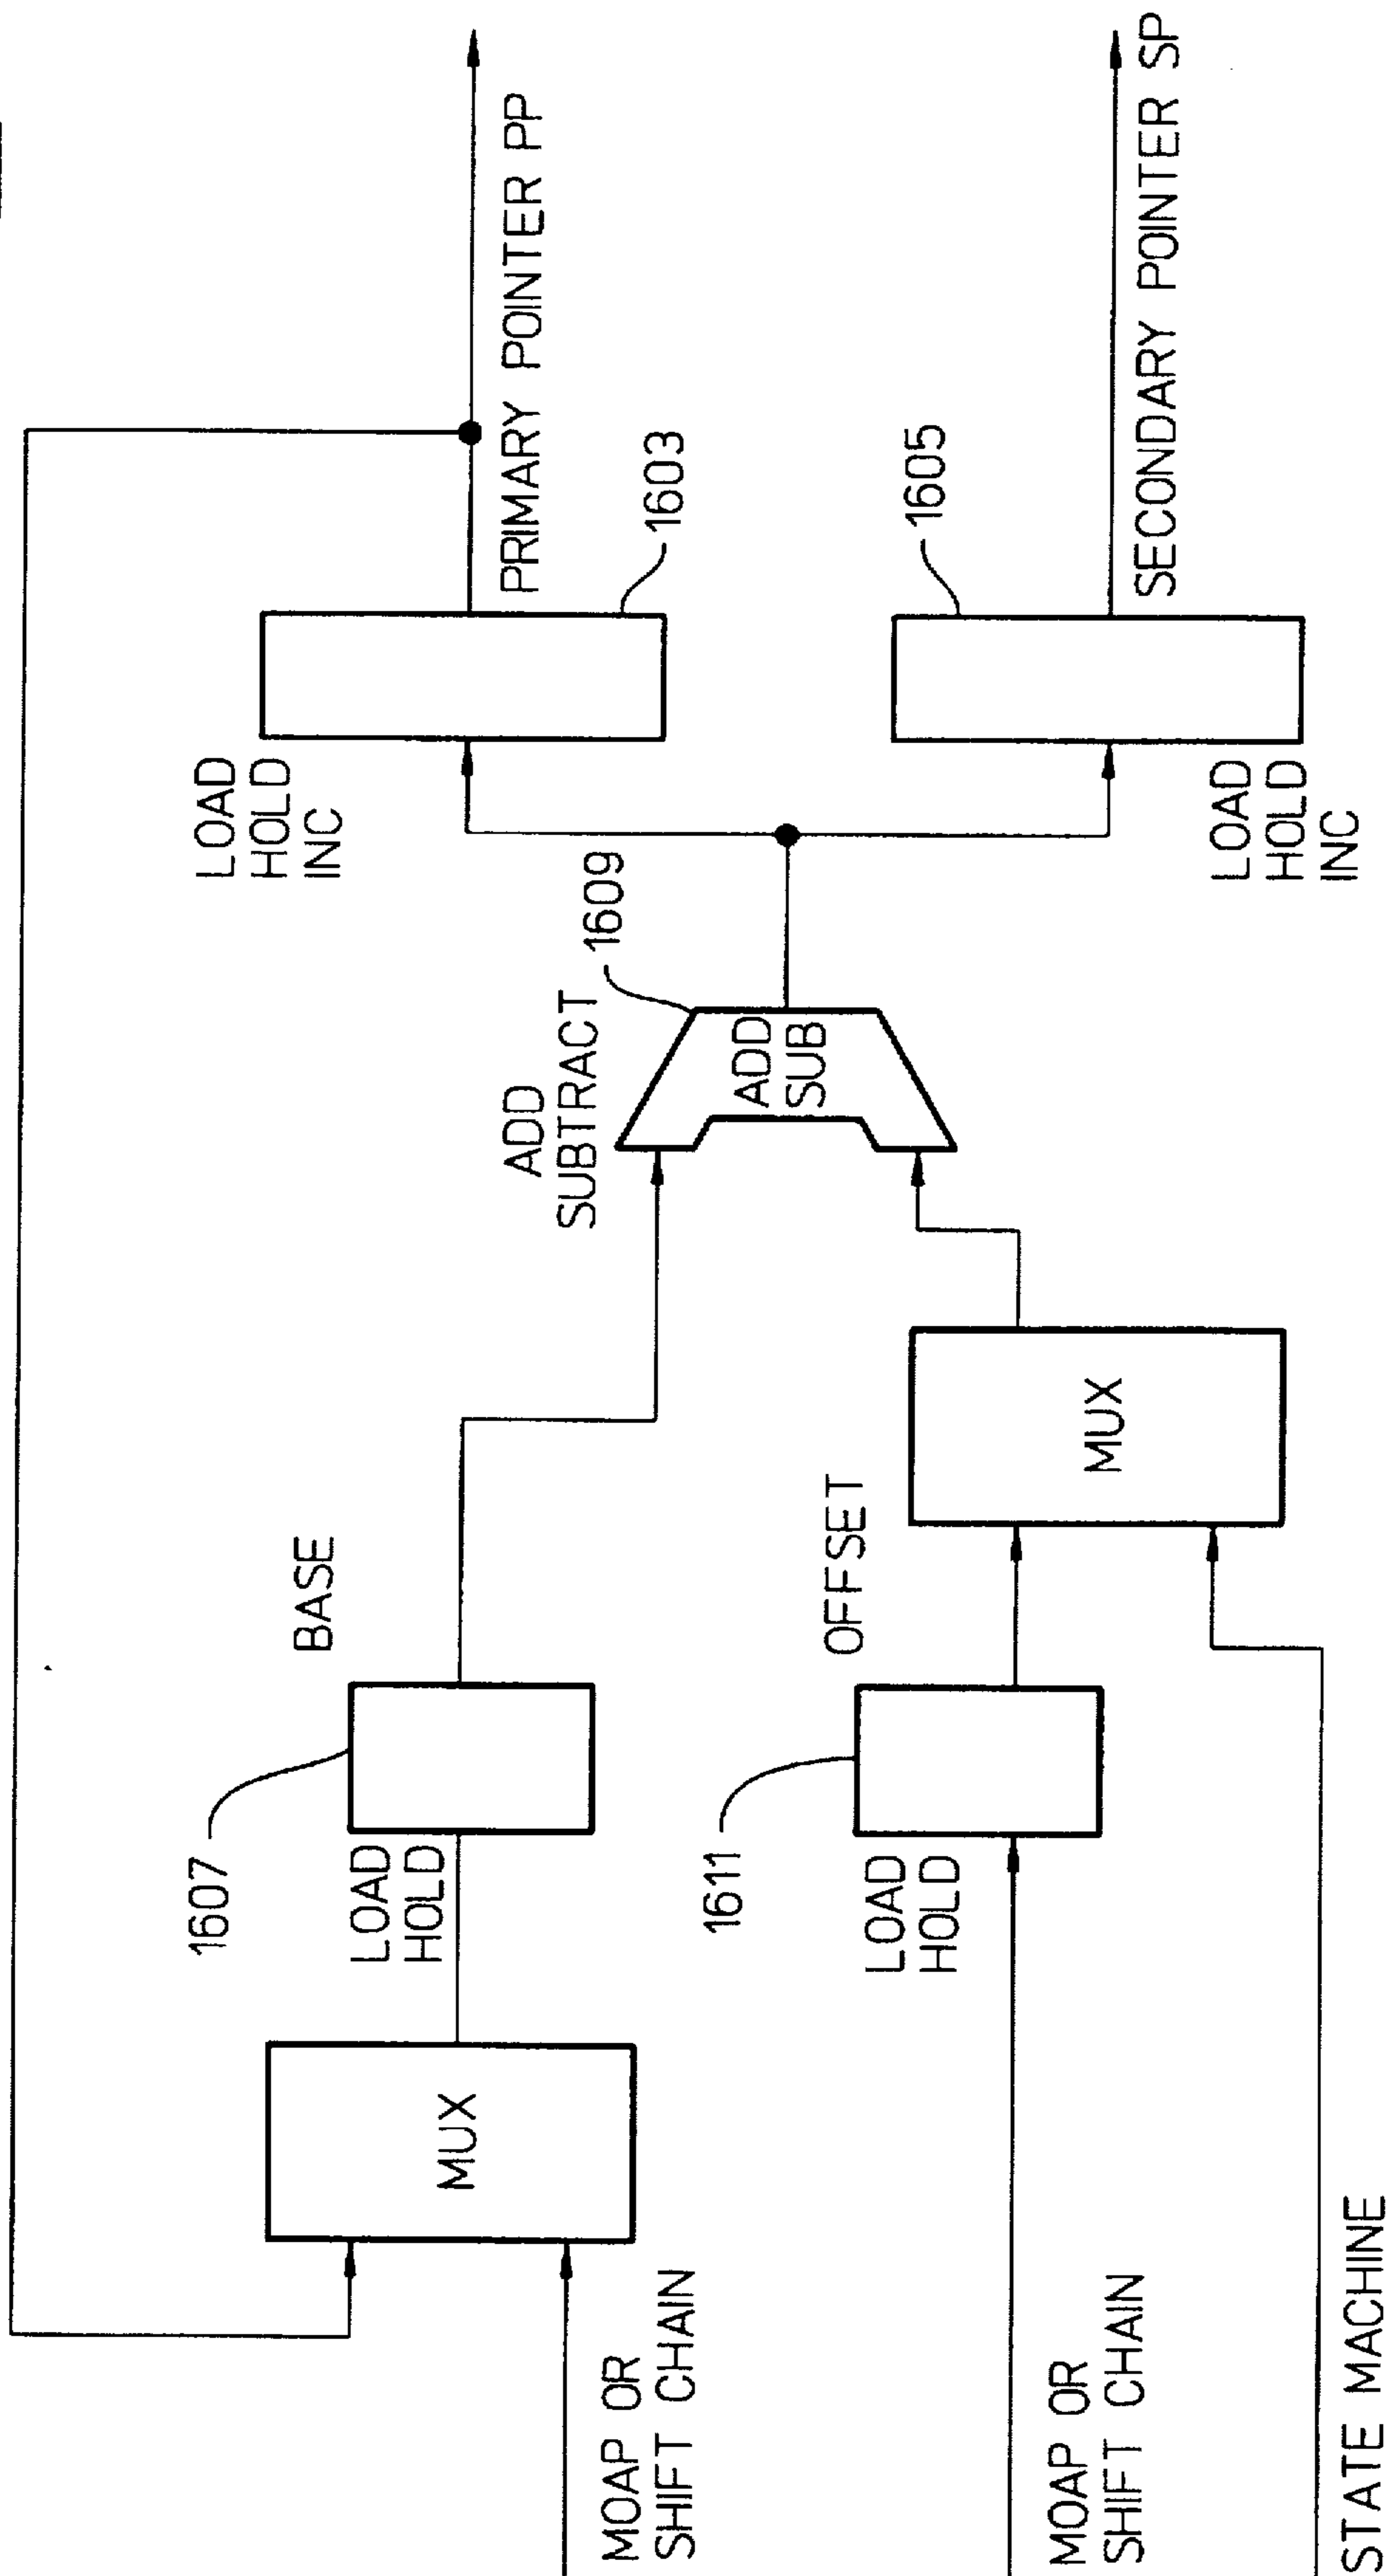 MOAP OR
SHIFT CHAIN
MUX
LOAD
HOLD
1607
BASE
MOAP OR
SHIFT CHAIN
LOAD
HOLD
1611
OFFSET
STATE MACHINE
MUX
ADD
SUBTRACT
1609
ADD
SUB
LOAD
HOLD
INC
1603
PRIMARY POINTER PP
LOAD
HOLD
INC
1605
SECONDARY POINTER SP